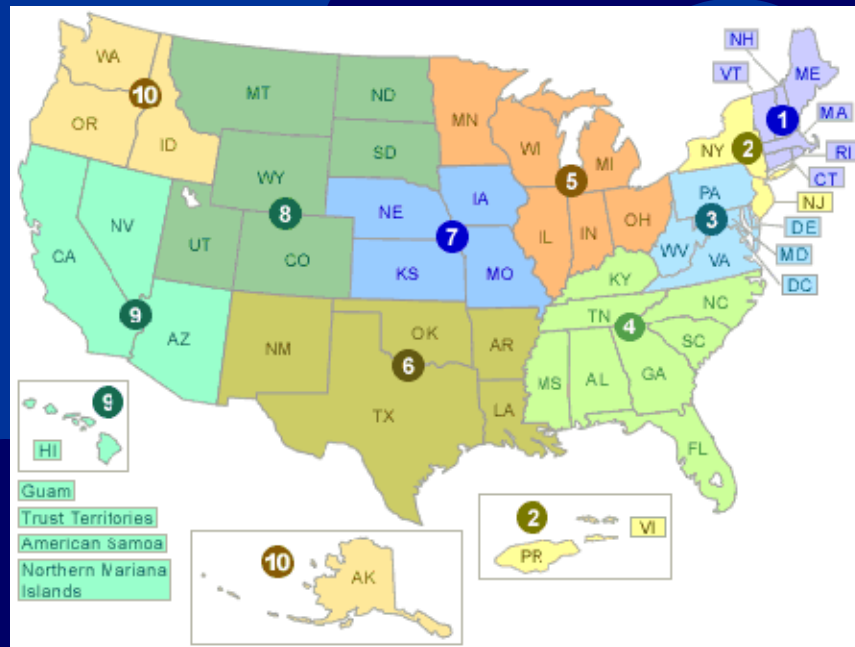 NH
WA
VT
ME
10
MT
ND
MN
MA
OR
ID
WI
MI
NY
2
1
RI
SD
CT
WY
5
PA
NJ
NV
8
NE
IA
3
DE
CA
UT
CO
7
IL
IN
OH
WV
VA
MD
KS
MO
KY
DC
9
AZ
NM
OK
AR
TN
4
NC
SC
6
MS
AL
GA
TX
LA
FL
9
HI
Guam
Trust Territories
American Samoa
Northern Mariana
Islands
10
AK
2
VI
PR